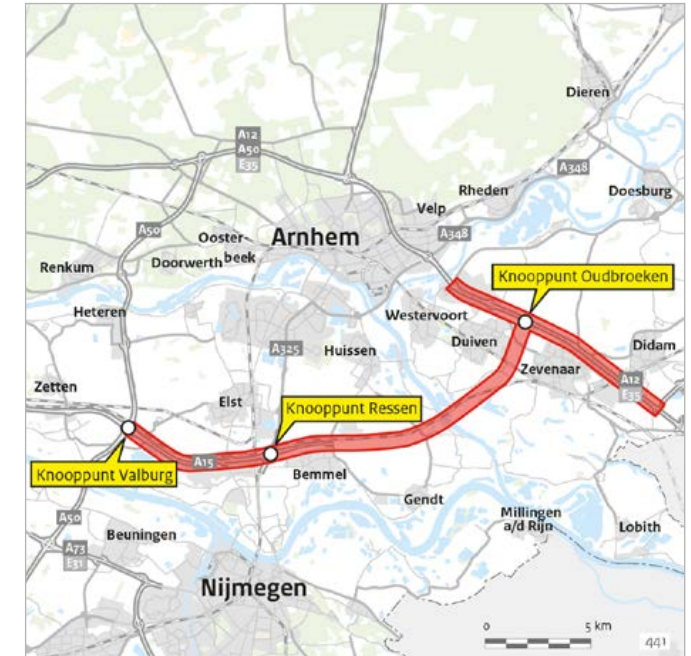 Dieren
A12
A50
E35
A348
Rheden
Doesburg
Velp
A50
Ooster
beek
Arnhem
A348
Doorwerth
Renkum
Knooppunt Oudbroeken
Heteren
Westervoort
Duiven
Didam
A325
Huissen
Zevenaar
A12
E35
Zetten
Elst
Knooppunt Ressen
A15
Knooppunt Valburg
Bemmel
Gendt
A50
Millingen
a/d Rijn
Lobith
Beuningen
A73
E31
Nijmegen
0
5 km
441